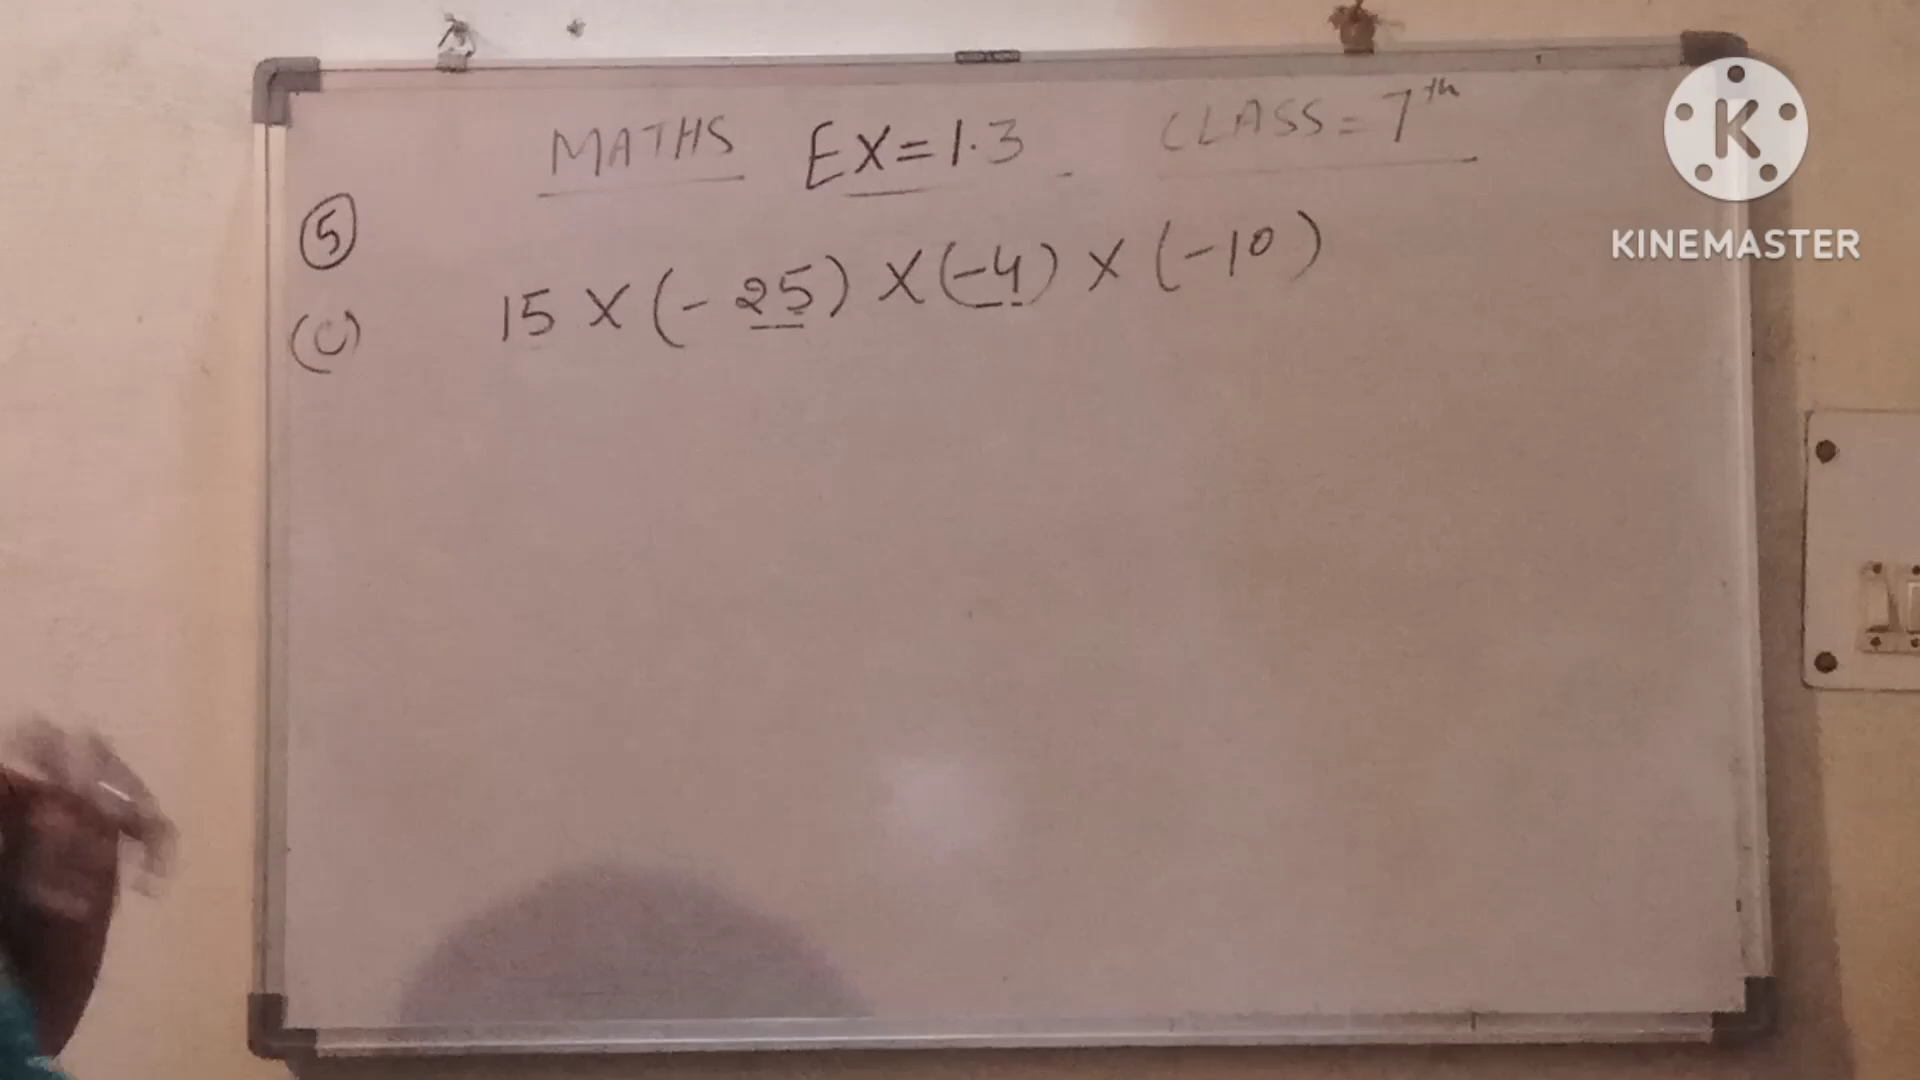 MATHS EX=1.3 CLASS=7th
K
KINEMASTER
5
(C) 15 X (-25) X (-4) X (-10)